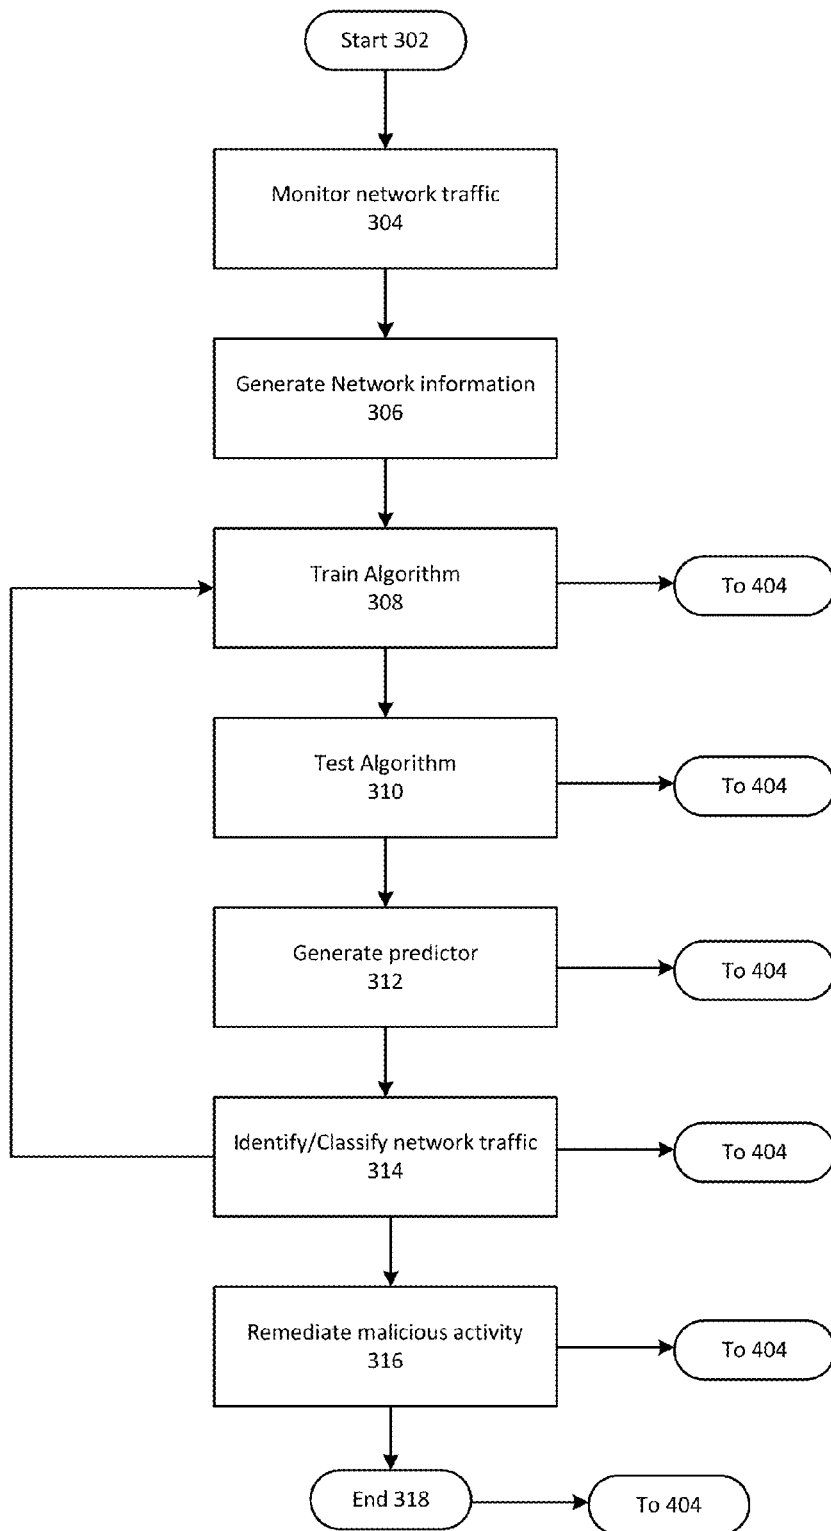 Start 302
Monitor network traffic
304
Generate Network information
306
Train Algorithm
308
To 404
Test Algorithm
310
To 404
Generate predictor
312
To 404
Identify/Classify network traffic
314
To 404
Remediate malicious activity
316
To 404
End 318
To 404